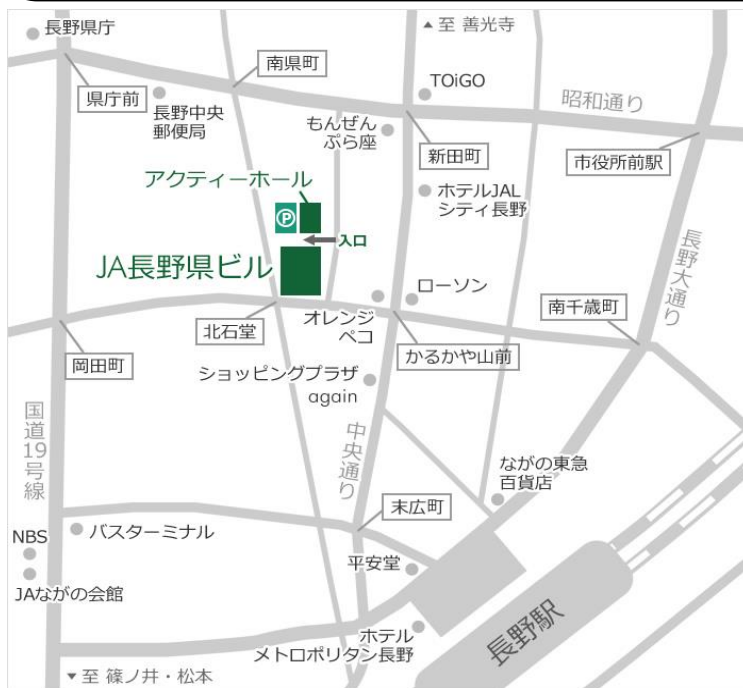 長野県庁
▲至 善光寺
南県町
TOiGO
県庁前
長野中央
郵便局
昭和通り
もんぜん
ぷら座
新田町
市役所前駅
アクティーホール
ホテルJAL
シティ長野
P
入口
長野大通り
JA長野県ビル
ローソン
南千歳町
北石堂
オレンジ
ペコ
かるかや山前
岡田町
ショッピングプラザ
again
国道19号線
中央通り
ながの東急
百貨店
末広町
NBS
バスターミナル
平安堂
JAながの会館
長野駅
ホテル
メトロポリタン長野
▼至 篠ノ井・松本